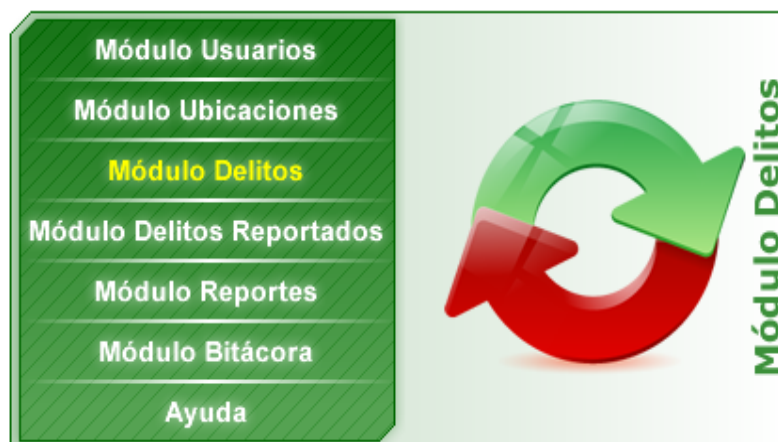 Módulo Usuarios
Módulo Ubicaciones
Módulo Delitos
Módulo Delitos Reportados
Módulo Reportes
Módulo Bitácora
Ayuda
Módulo Delitos